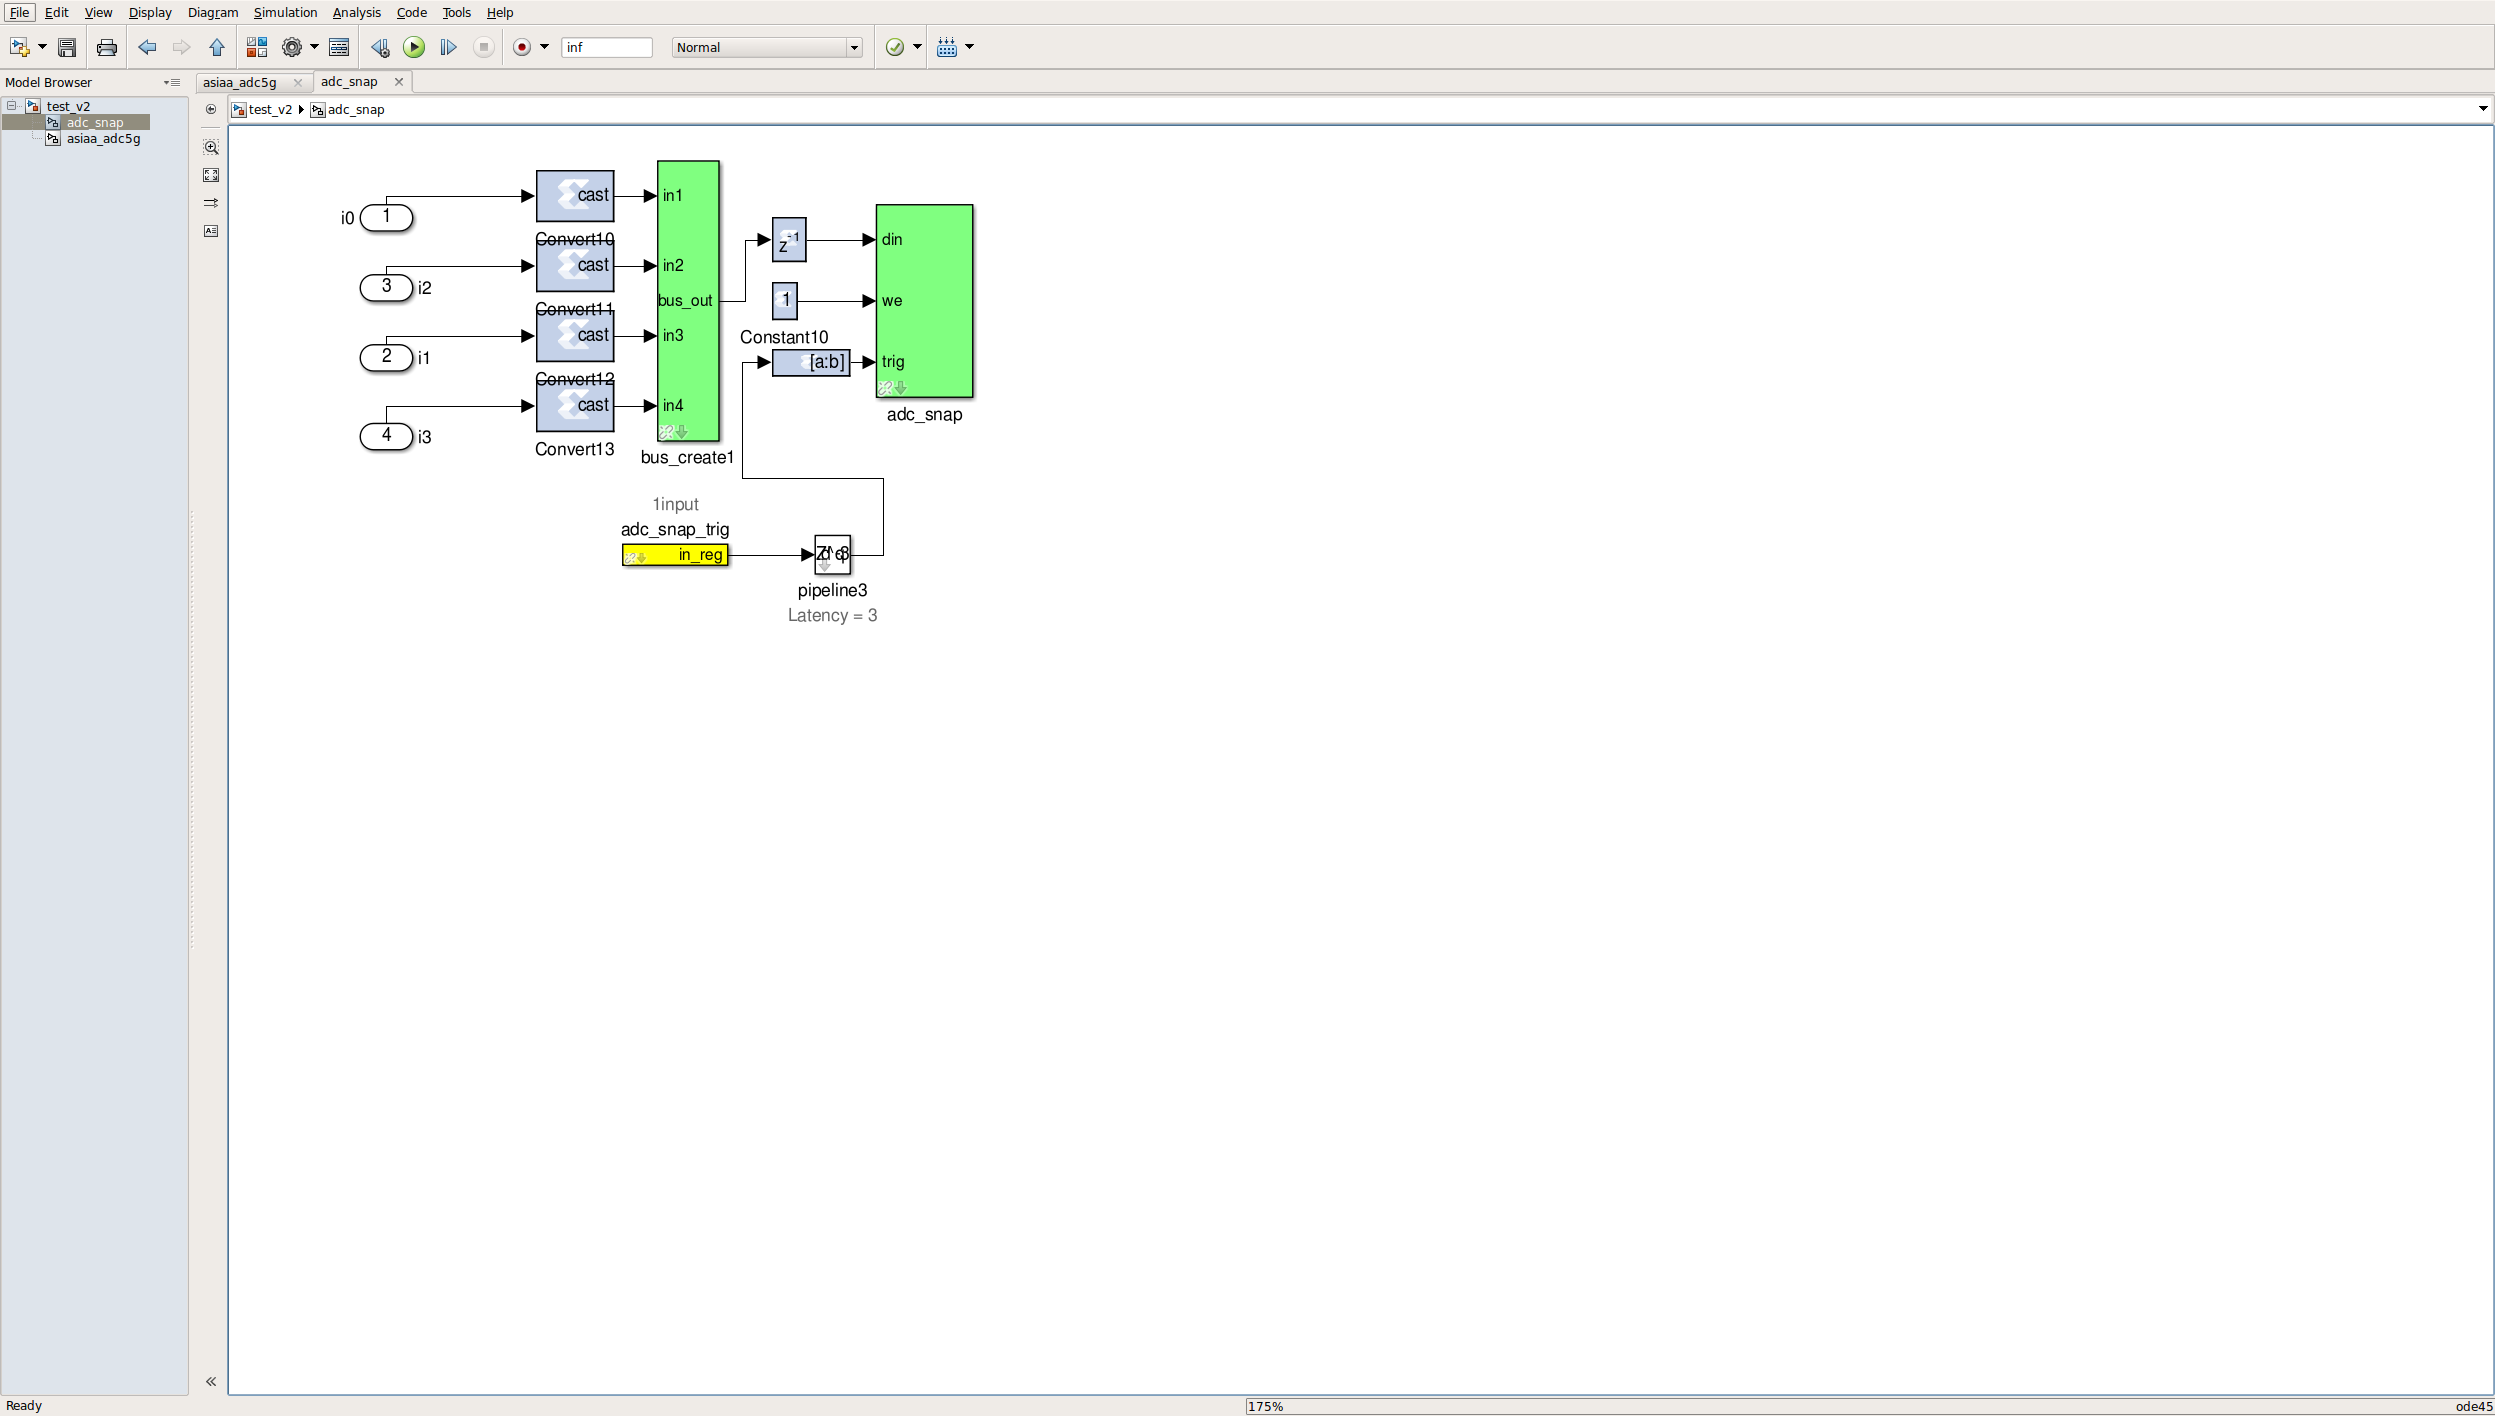 File Edit View Display Diagram Simulation Analysis Code Tools Help
inf Normal
Model Browser
asiaa_adc5g adc_snap
test_v2
adc_snap
asiaa_adc5g
test_v2 adc_snap
i0 1 cast in1
Convert10
3 i2 cast in2
Convert11
bus_out
2 i1 cast in3
Convert12
4 i3 cast in4
Convert13
bus_create1
z-1 din
1 we
Constant10
[a:b] trig
adc_snap
1input
adc_snap_trig
in_reg
pipeline3
Latency = 3
Ready 175% ode45